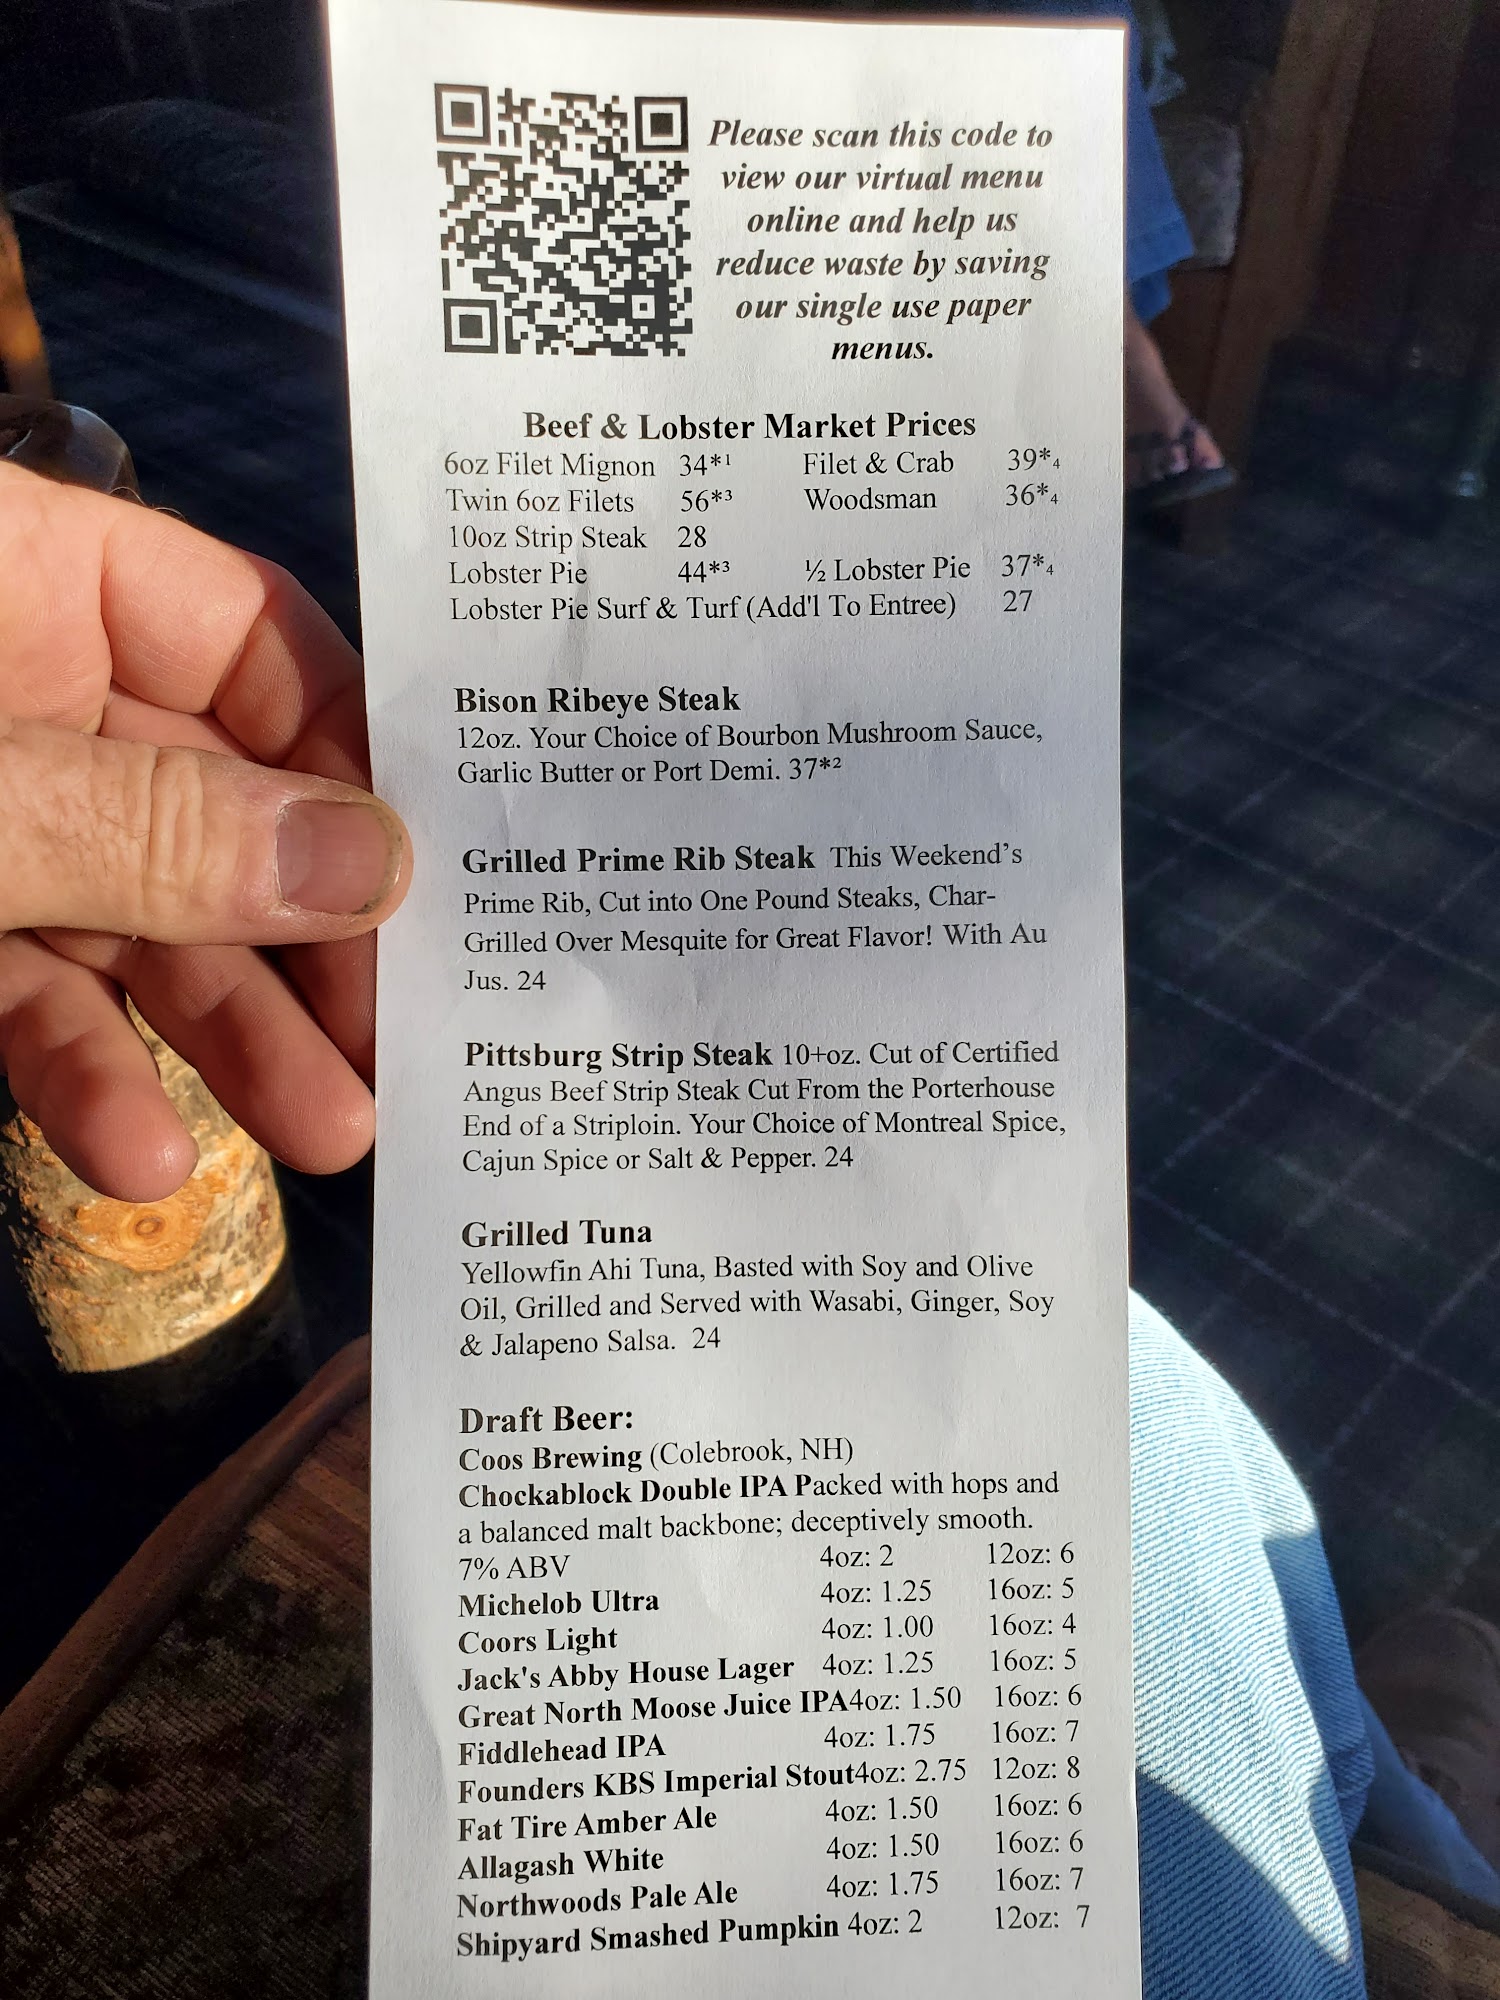 Please scan this code to
view our virtual menu
online and help us
reduce waste by saving
our single use paper
menus.
Beef & Lobster Market Prices
6oz Filet Mignon 34*¹ Filet & Crab 39*₄
Twin 6oz Filets 56*³ Woodsman 36*₄
10oz Strip Steak 28
Lobster Pie 44*³ ½ Lobster Pie 37*₄
Lobster Pie Surf & Turf (Add'l To Entree) 27
Bison Ribeye Steak
12oz. Your Choice of Bourbon Mushroom Sauce,
Garlic Butter or Port Demi. 37*²
Grilled Prime Rib Steak This Weekend's
Prime Rib, Cut into One Pound Steaks, Char-
Grilled Over Mesquite for Great Flavor! With Au
Jus. 24
Pittsburg Strip Steak 10+oz. Cut of Certified
Angus Beef Strip Steak Cut From the Porterhouse
End of a Striploin. Your Choice of Montreal Spice,
Cajun Spice or Salt & Pepper. 24
Grilled Tuna
Yellowfin Ahi Tuna, Basted with Soy and Olive
Oil, Grilled and Served with Wasabi, Ginger, Soy
& Jalapeno Salsa. 24
Draft Beer:
Coos Brewing (Colebrook, NH)
Chockablock Double IPA Packed with hops and
a balanced malt backbone; deceptively smooth.
7% ABV 4oz: 2 12oz: 6
Michelob Ultra 4oz: 1.25 16oz: 5
Coors Light 4oz: 1.00 16oz: 4
Jack's Abby House Lager 4oz: 1.25 16oz: 5
Great North Moose Juice IPA4oz: 1.50 16oz: 6
Fiddlehead IPA 4oz: 1.75 16oz: 7
Founders KBS Imperial Stout4oz: 2.75 12oz: 8
Fat Tire Amber Ale 4oz: 1.50 16oz: 6
Allagash White 4oz: 1.50 16oz: 6
Northwoods Pale Ale 4oz: 1.75 16oz: 7
Shipyard Smashed Pumpkin 4oz: 2 12oz: 7